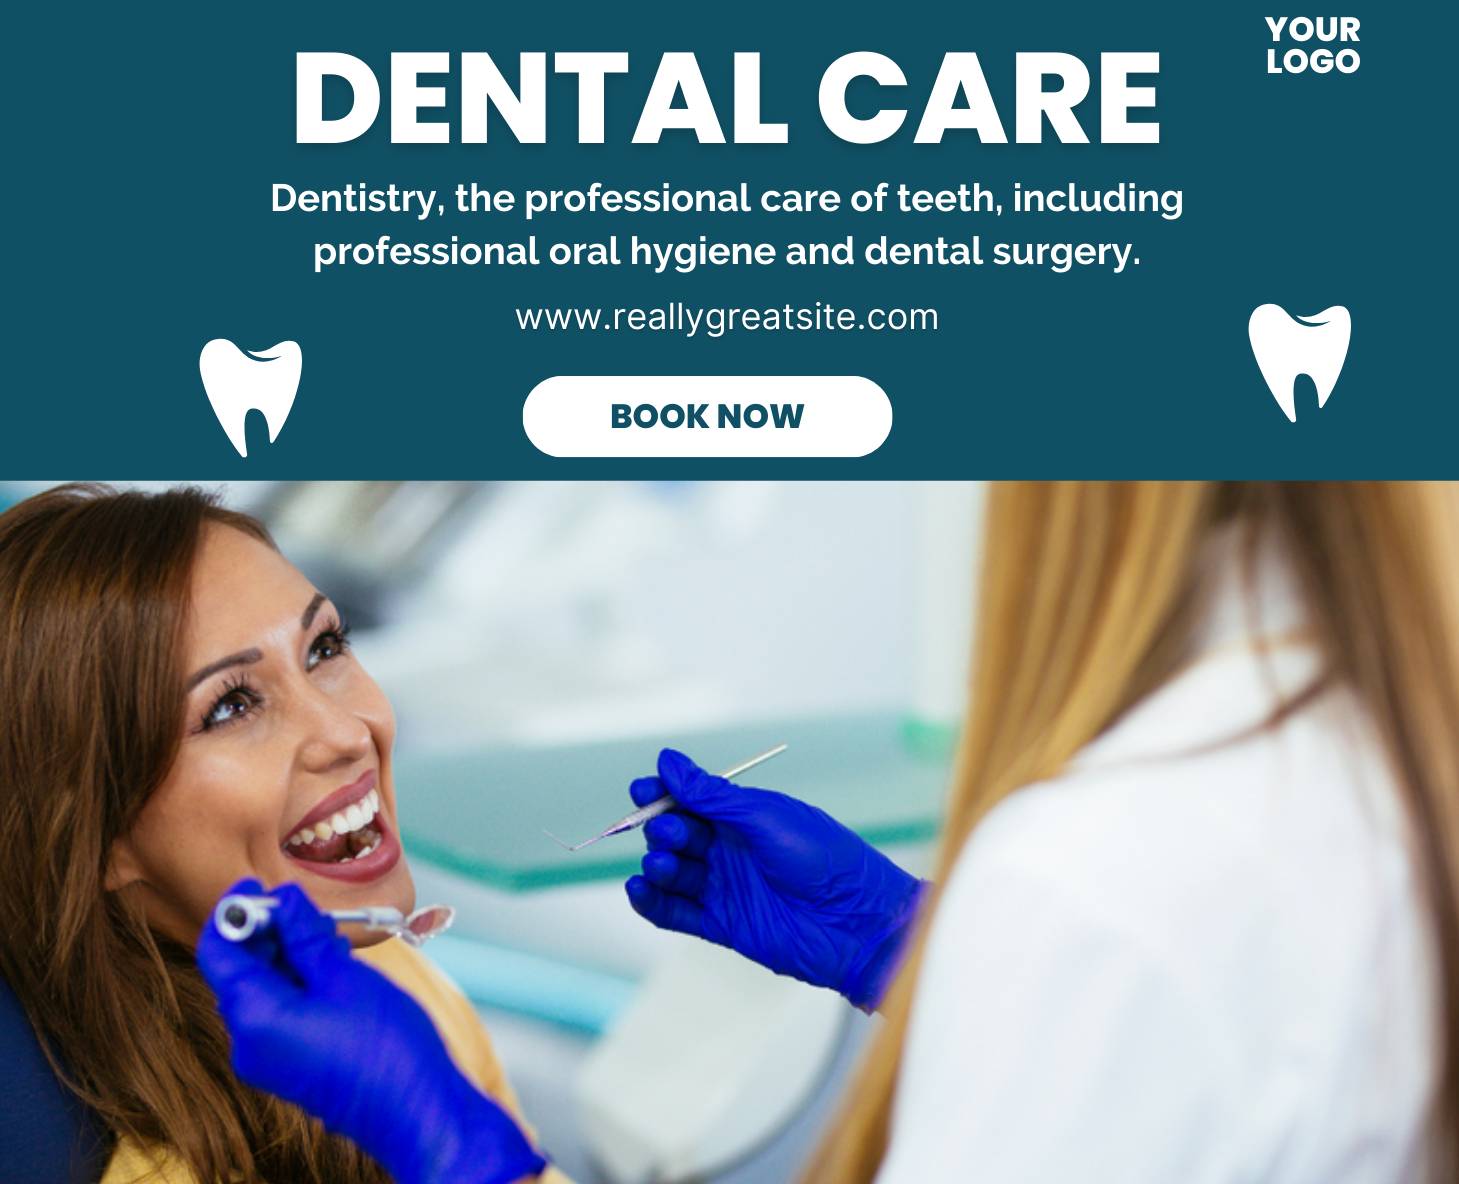 YOUR
LOGO
DENTAL CARE
Dentistry, the professional care of teeth, including
professional oral hygiene and dental surgery.
www.reallygreatsite.com
BOOK NOW